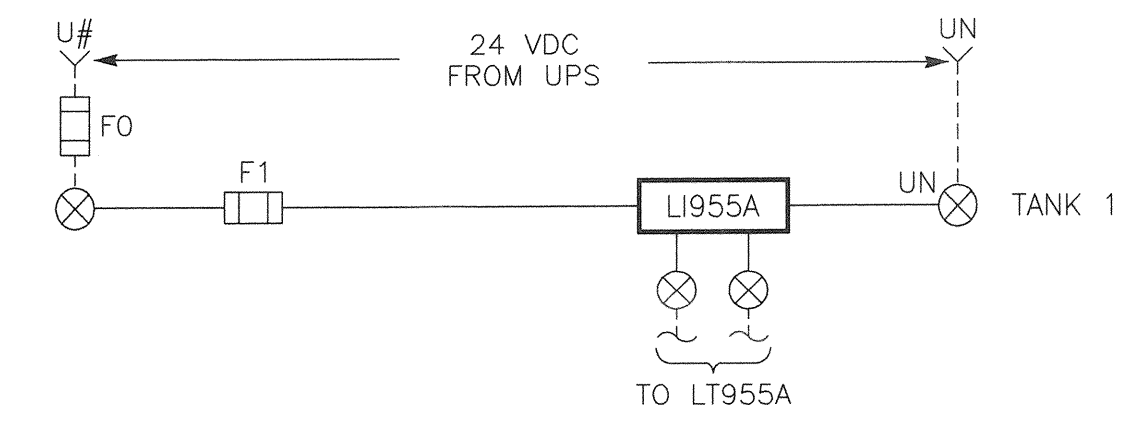 U#
24 VDC
FROM UPS
UN
F0
F1
LI955A
UN
TANK 1
TO LT955A